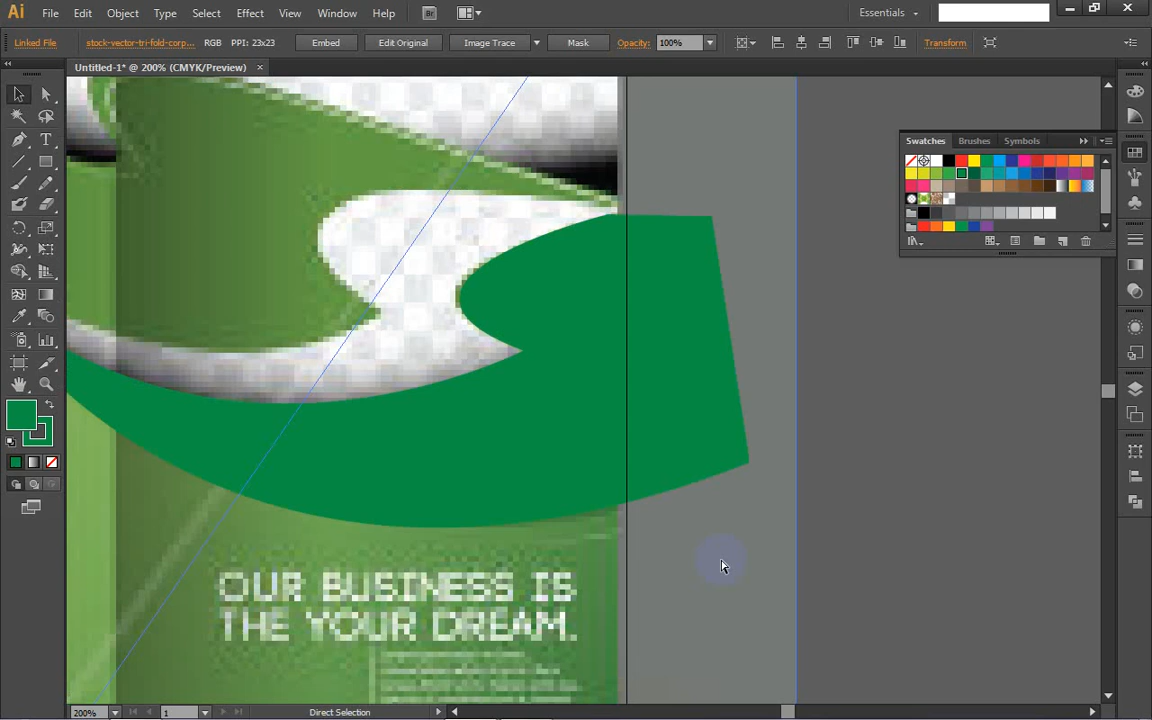 Ai File Edit Object Type Select Effect View Window Help Br Essentials
Linked File stock-vector-tri-fold-corp... RGB PPI: 23x23 Embed Edit Original Image Trace Mask Opacity: 100% Transform
Untitled-1* @ 200% (CMYK/Preview) ×
Swatches Brushes Symbols
OUR BUSINESS IS
THE YOUR DREAM.
200% 1 Direct Selection